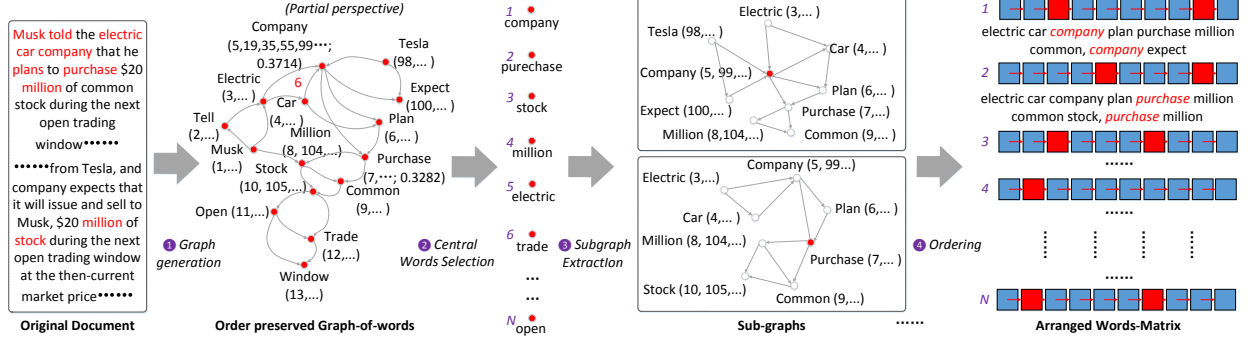 Musk told the electric
car company that he
plans to purchase $20
million of common
stock during the next
open trading
window······
······from Tesla, and
company expects that
it will issue and sell to
Musk, $20 million of
stock during the next
open trading window
at the then-current
market price······
Original Document
1 Graph
generation
(Partial perspective)
Company
(5,19,35,55,99···;
0.3714)
Tesla
(98,... )
Electric
(3,... )
6
Car
(4,... )
Expect
(100,... )
Plan
(6,... )
Tell
(2,...)
Million
(8, 104,...)
Musk
(1,...)
Stock
(10, 105,...)
Purchase
(7,···; 0.3282)
Common
(9,... )
Open (11,...)
Trade
(12,...)
Window
(13,...)
Order preserved Graph-of-words
2 Central
Words Selection
1
company
2
purechase
3
stock
4
million
5
electric
6
trade
...
...
N
open
3 Subgraph
Extraction
Electric (3,... )
Tesla (98,... )
Car (4,... )
Company (5, 99,...)
Plan (6,... )
Expect (100,... )
Purchase (7,... )
Million (8,104,... )
Common (9,... )
Company (5, 99...)
Electric (3,... )
Car (4,... )
Plan (6,... )
Million (8, 104,...)
Purchase (7,... )
Stock (10, 105,...)
Common (9,...)
Sub-graphs
......
4 Ordering
1
electric car company plan purchase million
common, company expect
2
electric car company plan purchase million
common stock, purchase million
3
......
4
......
N
Arranged Words-Matrix